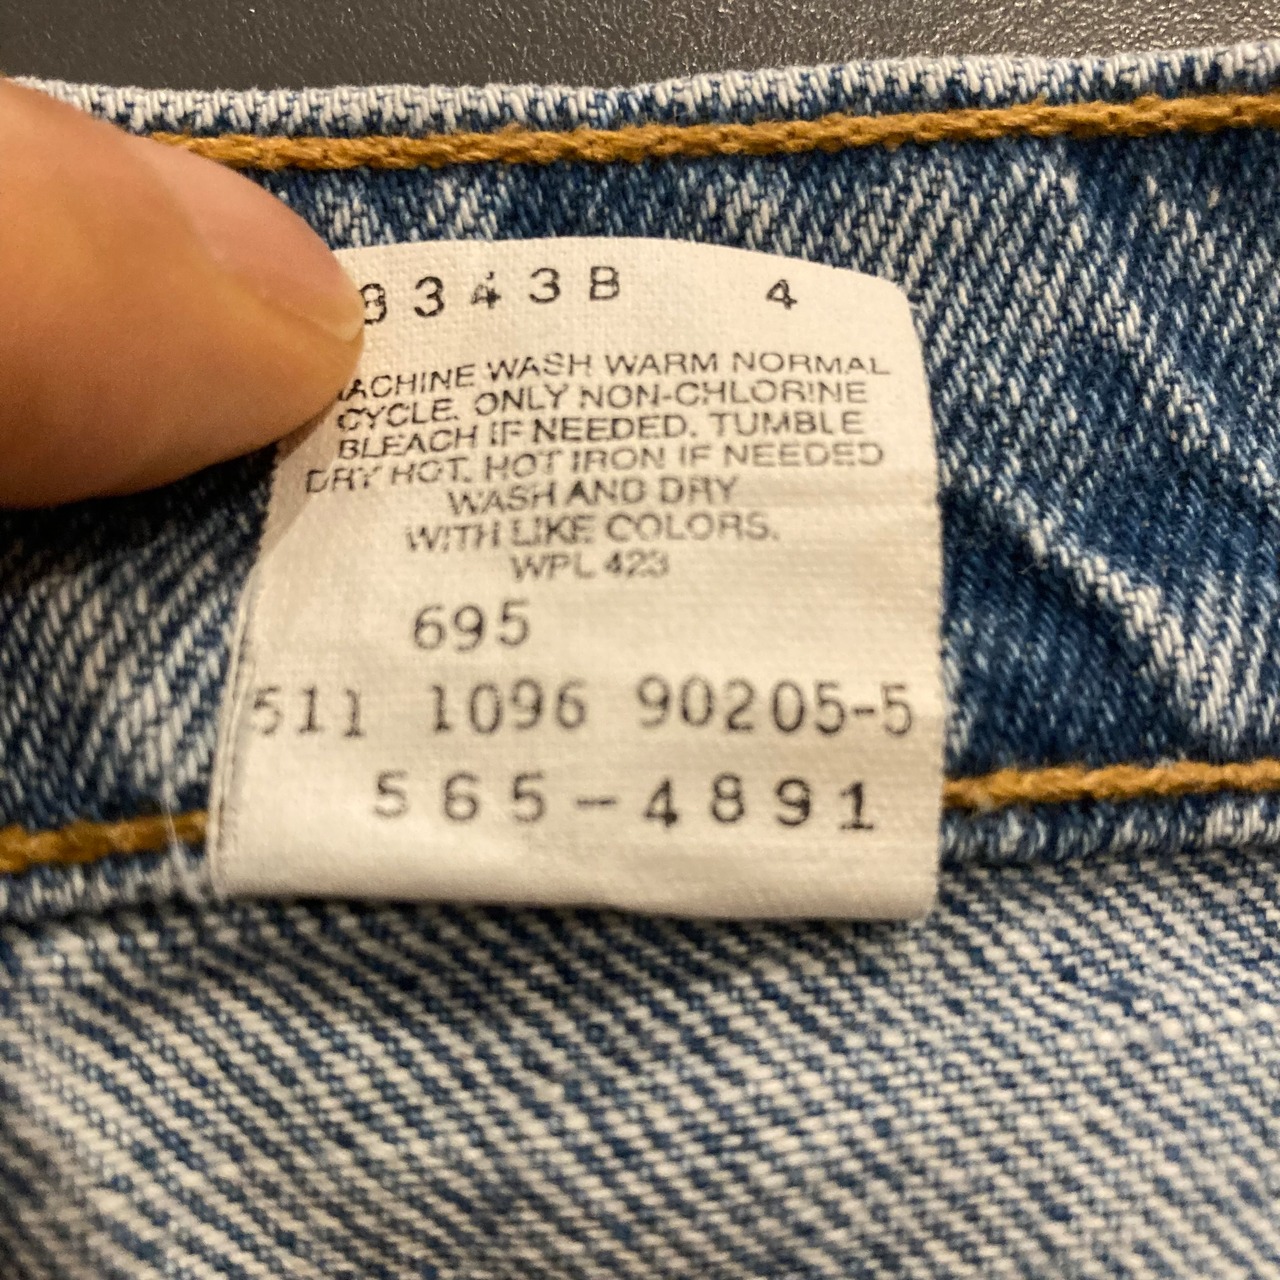 3343B 4
MACHINE WASH WARM NORMAL
CYCLE. ONLY NON-CHLORINE
BLEACH IF NEEDED. TUMBLE
DRY HOT. HOT IRON IF NEEDED
WASH AND DRY
WITH LIKE COLORS.
WPL 423
695
511 1096 90205-5
565-4891